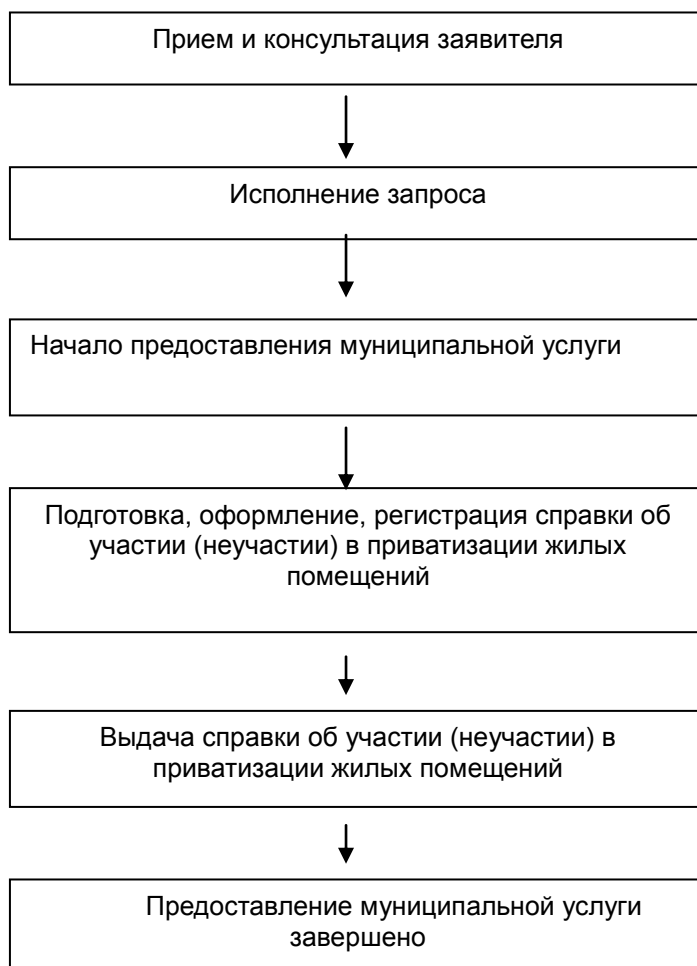 Прием и консультация заявителя
Исполнение запроса
Начало предоставления муниципальной услуги
Подготовка, оформление, регистрация справки об
участии (неучастии) в приватизации жилых
помещений
Выдача справки об участии (неучастии) в
приватизации жилых помещений
Предоставление муниципальной услуги
завершено